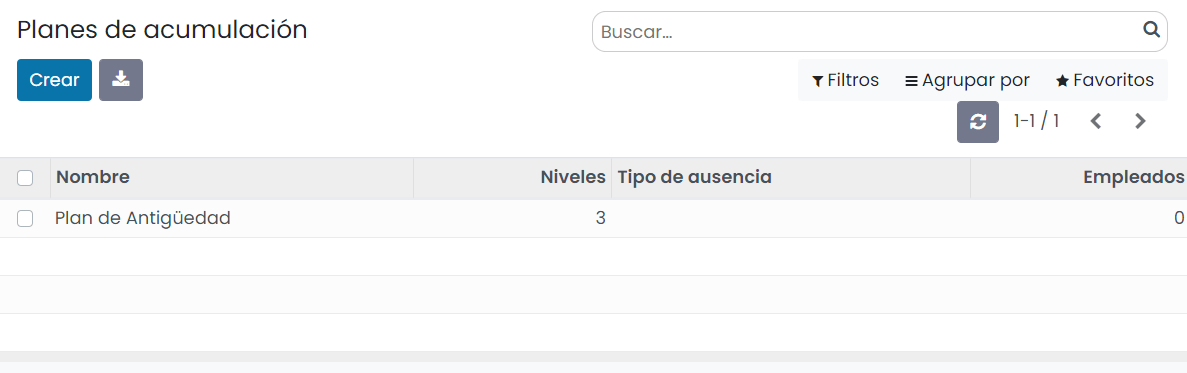 Planes de acumulación
Buscar...
Crear
Filtros Agrupar por Favoritos
1-1 / 1
Nombre Niveles Tipo de ausencia Empleados
Plan de Antigüedad 3 0